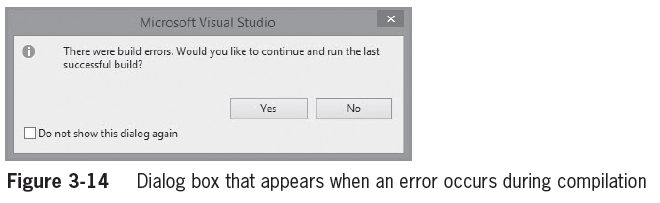 Microsoft Visual Studio
There were build errors. Would you like to continue and run the last
successful build?
Yes
No
Do not show this dialog again
Figure 3-14 Dialog box that appears when an error occurs during compilation